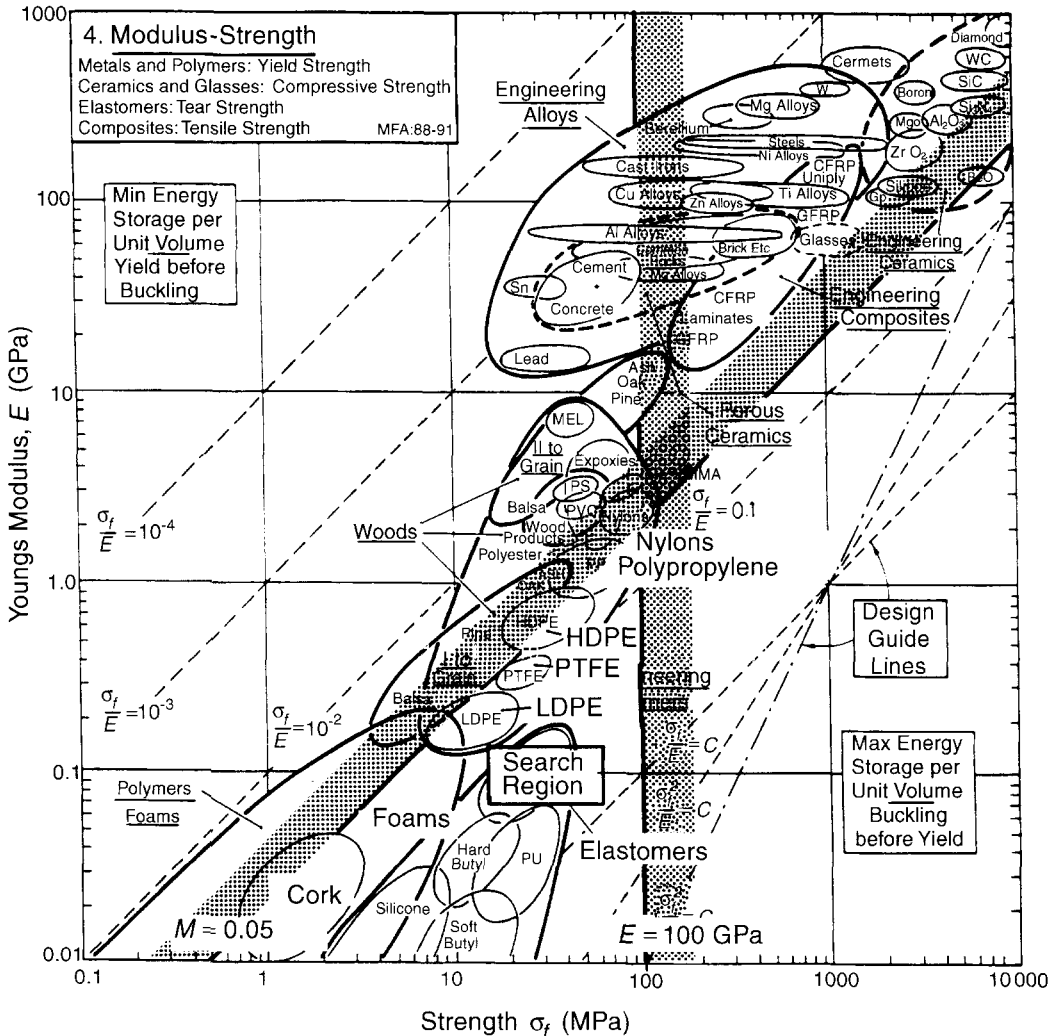 1000
4. Modulus-Strength
Metals and Polymers: Yield Strength
Ceramics and Glasses: Compressive Strength
Elastomers: Tear Strength
Composites: Tensile Strength MFA:88-91
Engineering
Alloys
Min Energy
Storage per
Unit Volume
Yield before
Buckling
Diamond
Cermets
WC
W
Boron
SiC
Mg Alloys
Mgo
Al₂O₃
Steels
Ni Alloys
Zr O₂
Cast Irons
CFRP
Uniply
Cu Alloys
Ti Alloys
Zn Alloys
GFRP
Al Alloys
Brick Etc
Glasses
Engineering
Ceramics
Cement
Mg Alloys
Sn
Concrete
CFRP
Laminates
GFRP
Engineering
Composites
Lead
Ash
Oak
Pine
Porous
Ceramics
MEL
II to
Grain
Expoxies
PS
Balsa
PVC
Wood
Products
Polyester
Woods
σf/E = 0.1
Nylons
Polypropylene
σf/E = 10⁻⁴
HDPE
HDPE
PTFE
PTFE
Balsa
LDPE
LDPE
σf/E = 10⁻³
σf/E = 10⁻²
Design
Guide
Lines
= C
= C
= C
Search
Region
Max Energy
Storage per
Unit Volume
Buckling
before Yield
Polymers
Foams
Foams
Hard
Butyl
PU
Elastomers
Cork
Silicone
Soft
Butyl
M = 0.05
E = 100 GPa
100
10
1.0
0.1
0.01
Youngs Modulus, E (GPa)
0.1
1
10
100
1000
10 000
Strength σf (MPa)